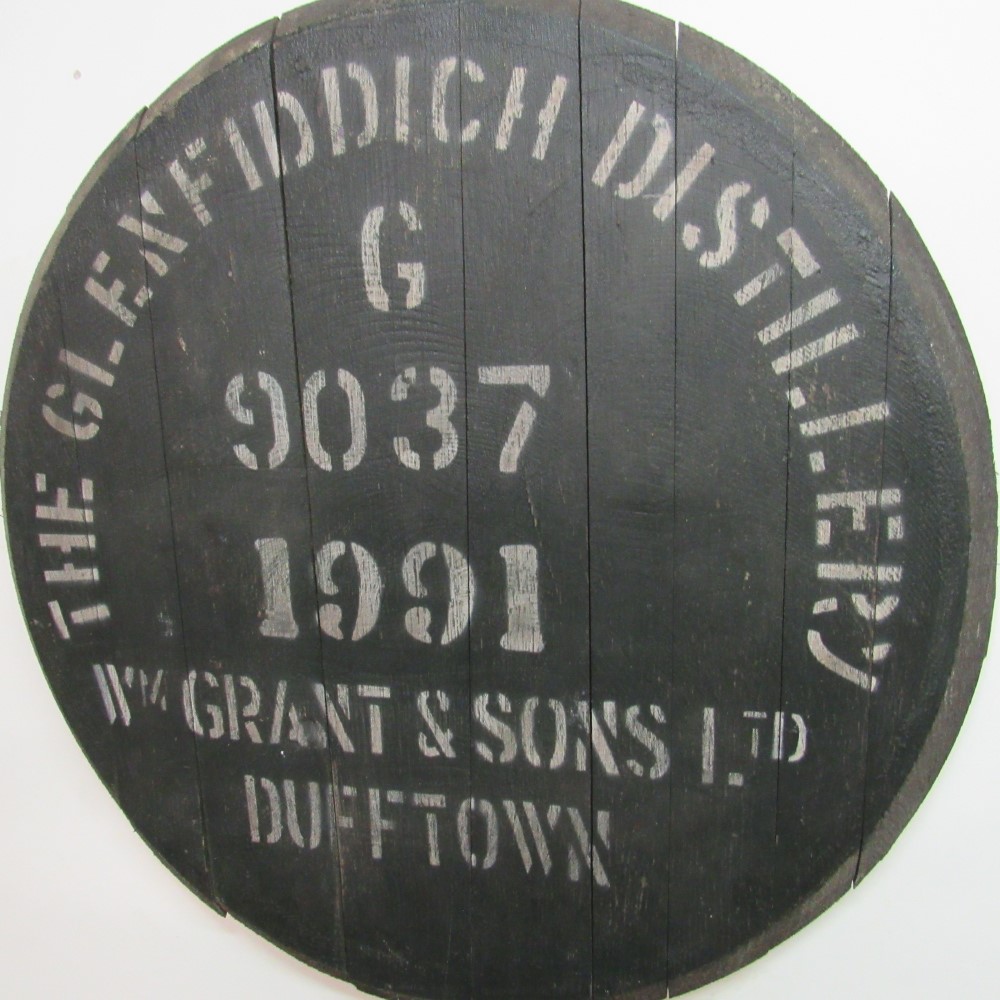 THE GLENFIDDICH DISTILLERY
G
9037
1991
WM GRANT & SONS LTD
DUFFTOWN